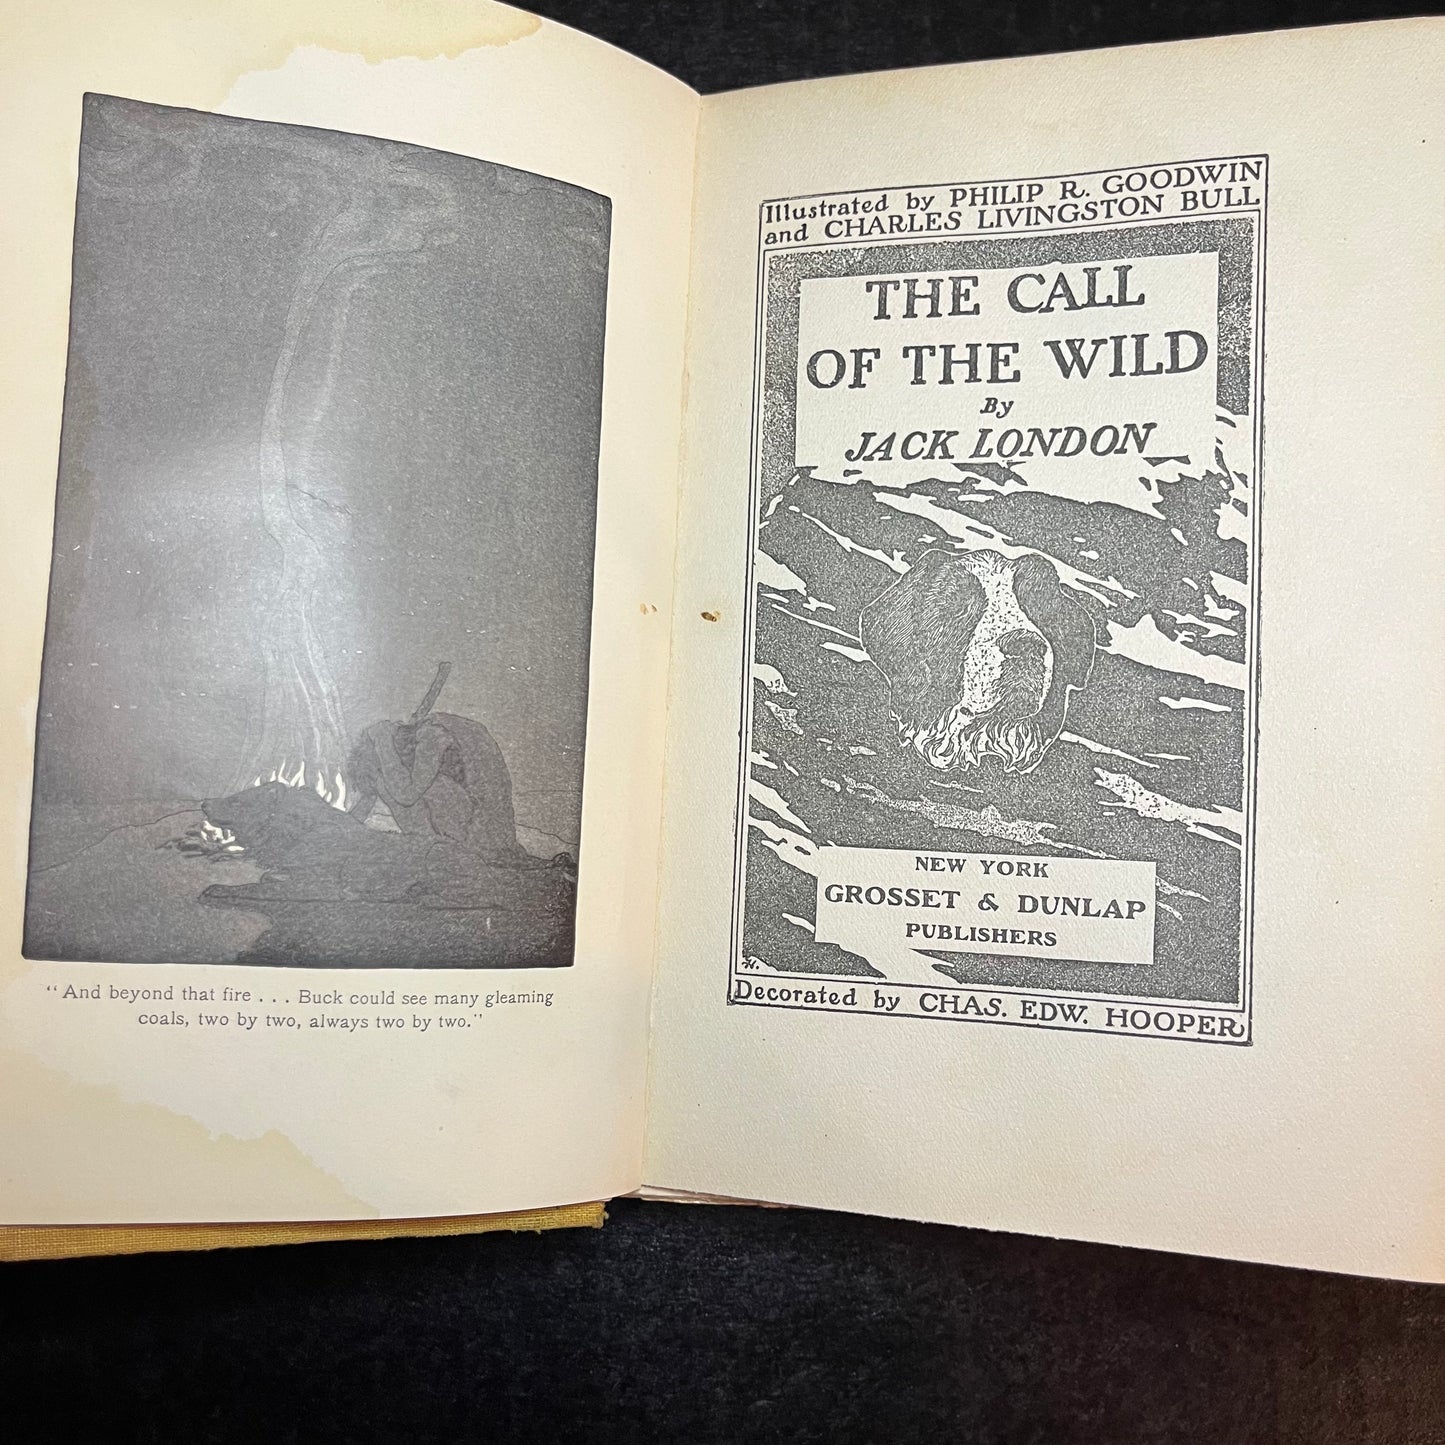 "And beyond that fire . . . Buck could see many gleaming
coals, two by two, always two by two."
Illustrated by PHILIP R. GOODWIN
and CHARLES LIVINGSTON BULL
THE CALL
OF THE WILD
By
JACK LONDON
NEW YORK
GROSSET & DUNLAP
PUBLISHERS
H.
Decorated by CHAS. EDW. HOOPER